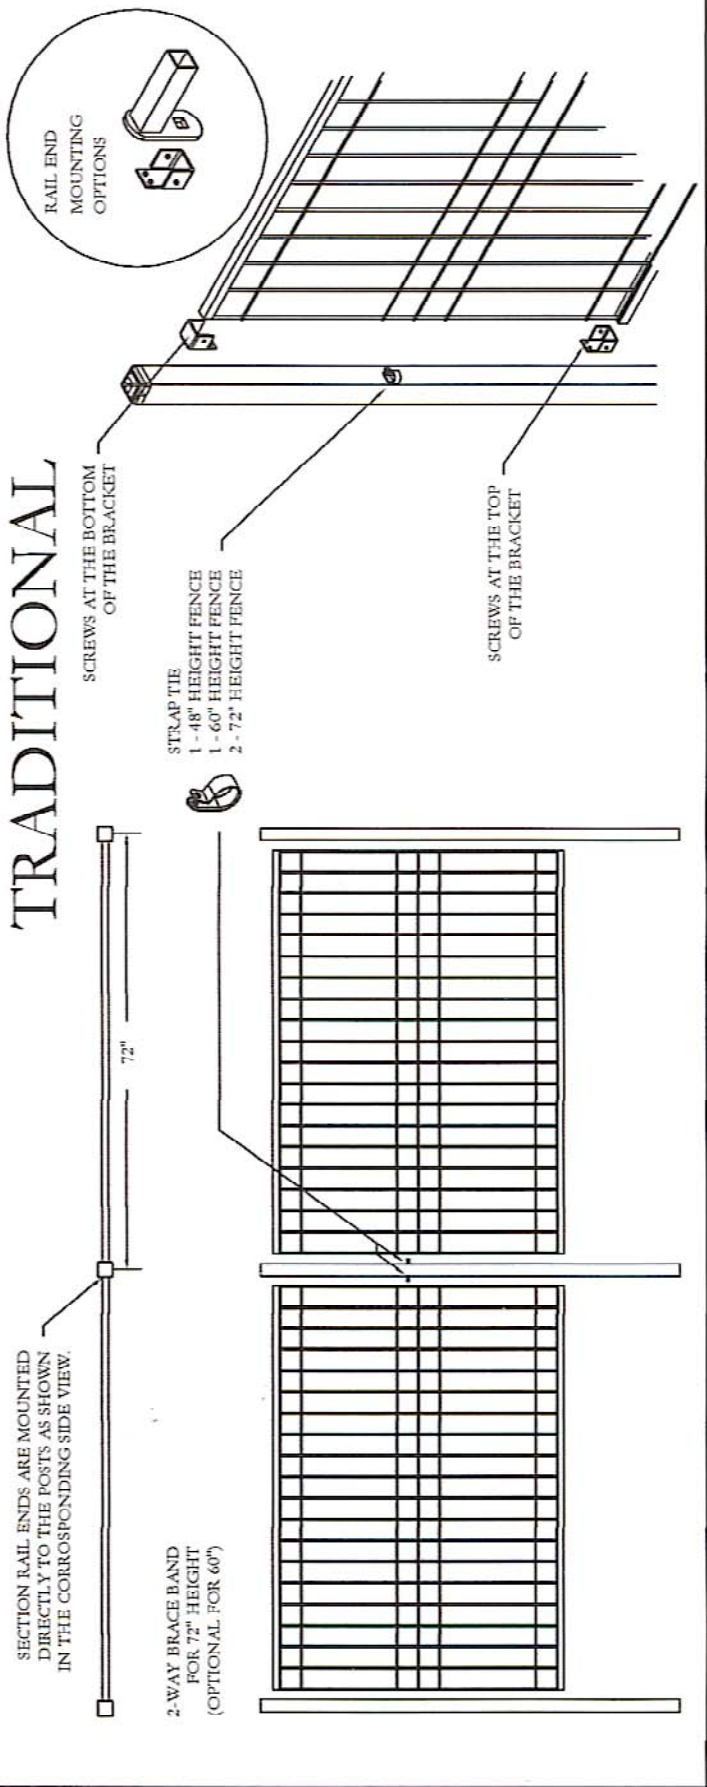 TRADITIONAL
SECTION RAIL ENDS ARE MOUNTED
DIRECTLY TO THE POSTS AS SHOWN
IN THE CORROSPONDING SIDE VIEW.
72"
2-WAY BRACE BAND
FOR 72" HEIGHT
(OPTIONAL FOR 60")
STRAP TIE
1 - 48" HEIGHT FENCE
1 - 60" HEIGHT FENCE
2 - 72" HEIGHT FENCE
SCREWS AT THE BOTTOM
OF THE BRACKET
SCREWS AT THE TOP
OF THE BRACKET
RAIL END
MOUNTING
OPTIONS